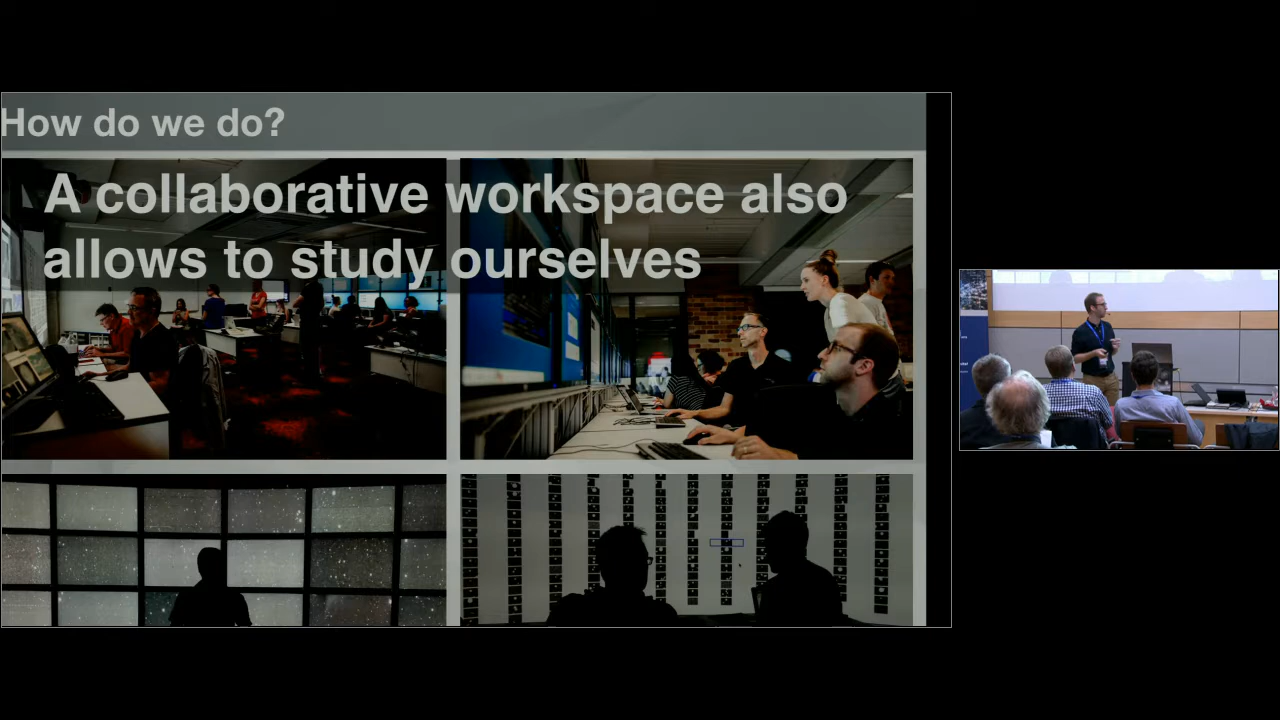 How do we do?
A collaborative workspace also
allows to study ourselves